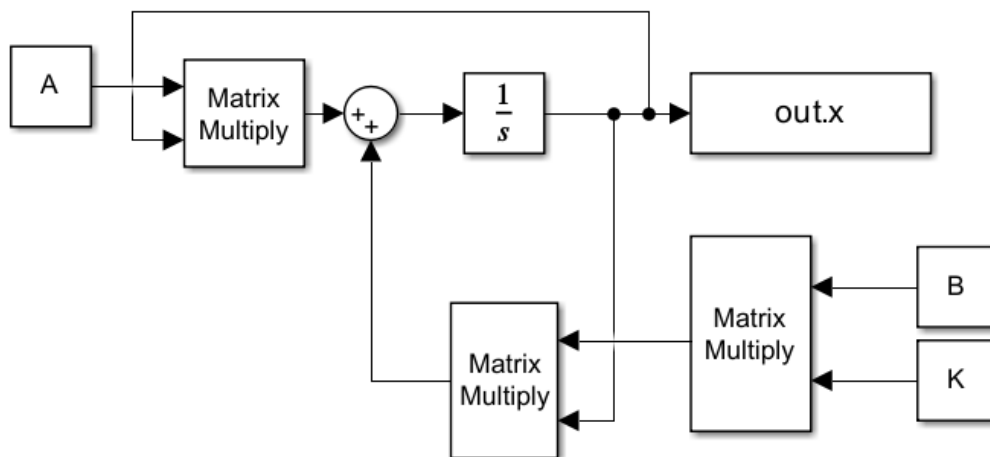 A
Matrix
Multiply
+
+
1
s
out.x
Matrix
Multiply
Matrix
Multiply
B
K